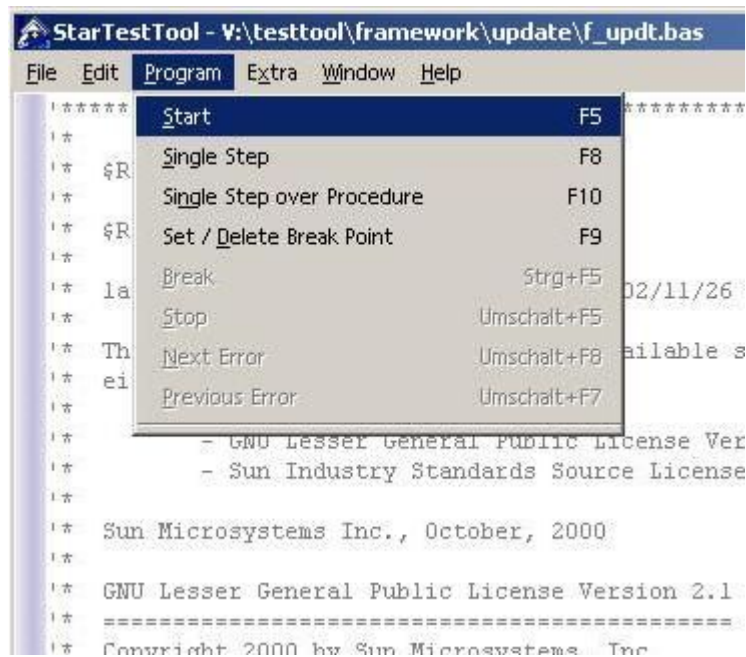 StarTestTool - V:\testtool\framework\update\f_updt.bas
File Edit Program Extra Window Help
'***** ***********
Start F5
'*
Single Step F8
'* $R
Single Step over Procedure F10
'*
'* $R
Set / Delete Break Point F9
'*
Break Strg+F5
'* la 02/11/26
Stop Umschalt+F5
'*
'* Th ailable s
Next Error Umschalt+F8
'* ei
Previous Error Umschalt+F7
'*
'* - GNU Lesser General Public License Ver
'* - Sun Industry Standards Source License
'*
'* Sun Microsystems Inc., October, 2000
'*
'* GNU Lesser General Public License Version 2.1
'* =============================================
'* Copyright 2000 by Sun Microsystems, Inc.